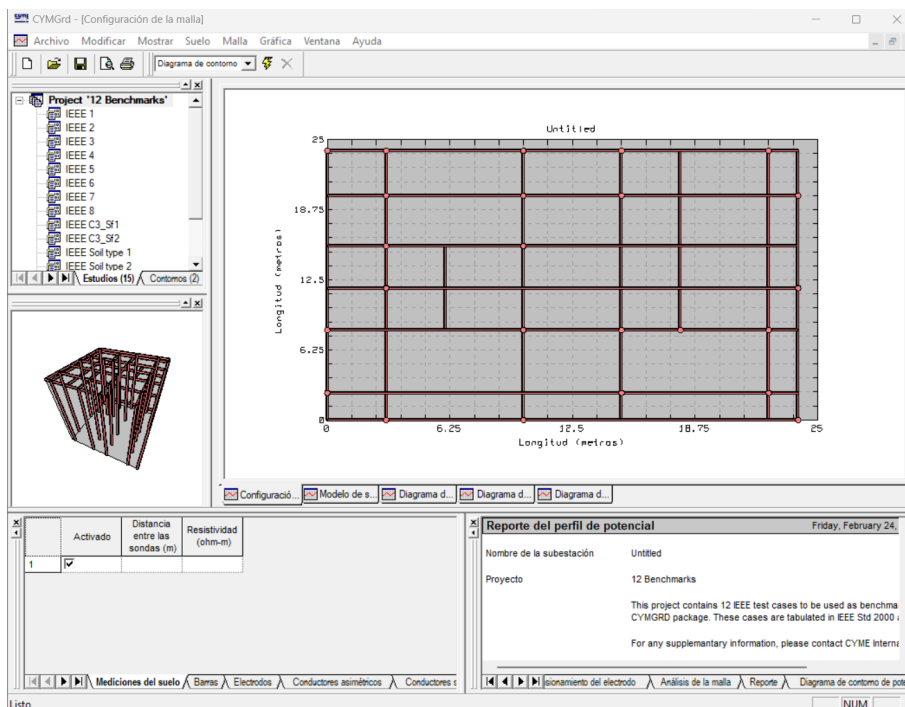 CYME CYMGrd - [Configuración de la malla]
Archivo Modificar Mostrar Suelo Malla Gráfica Ventana Ayuda
Diagrama de contorno
Project '12 Benchmarks'
IEEE 1
IEEE 2
IEEE 3
IEEE 4
IEEE 5
IEEE 6
IEEE 7
IEEE 8
IEEE C3_Sf1
IEEE C3_Sf2
IEEE Soil type 1
IEEE Soil type 2
Estudios (15) Contornos (2)
Untitled
25
18.75
12.5
6.25
0
Longitud (metros)
0 6.25 12.5 18.75 25
Longitud (metros)
Configuració... Modelo de s... Diagrama d... Diagrama d... Diagrama d...
Activado Distancia entre las sondas (m) Resistividad (ohm-m)
1
Mediciones del suelo Barras Electrodos Conductores asimétricos Conductores s
Reporte del perfil de potencial Friday, February 24,
Nombre de la subestación Untitled
Proyecto 12 Benchmarks
This project contains 12 IEEE test cases to be used as benchma
CYMGRD package. These cases are tabulated in IEEE Std 2000
For any supplemantary information, please contact CYME Interna
sionamiento del electrodo Análisis de la malla Reporte Diagrama de contorno de pote
Listo NUM